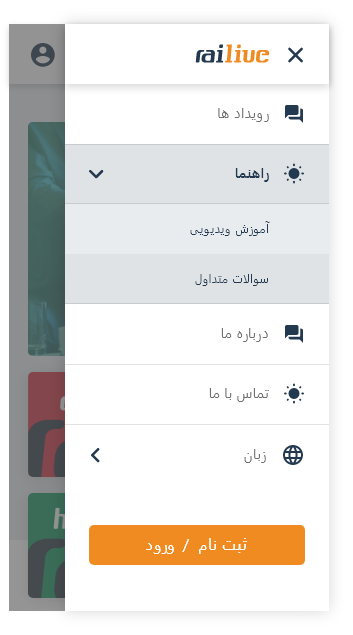 railive
رویداد ها
راهنما
آموزش ویدیویی
سوالات متداول
درباره ما
تماس با ما
زبان
ثبت نام / ورود